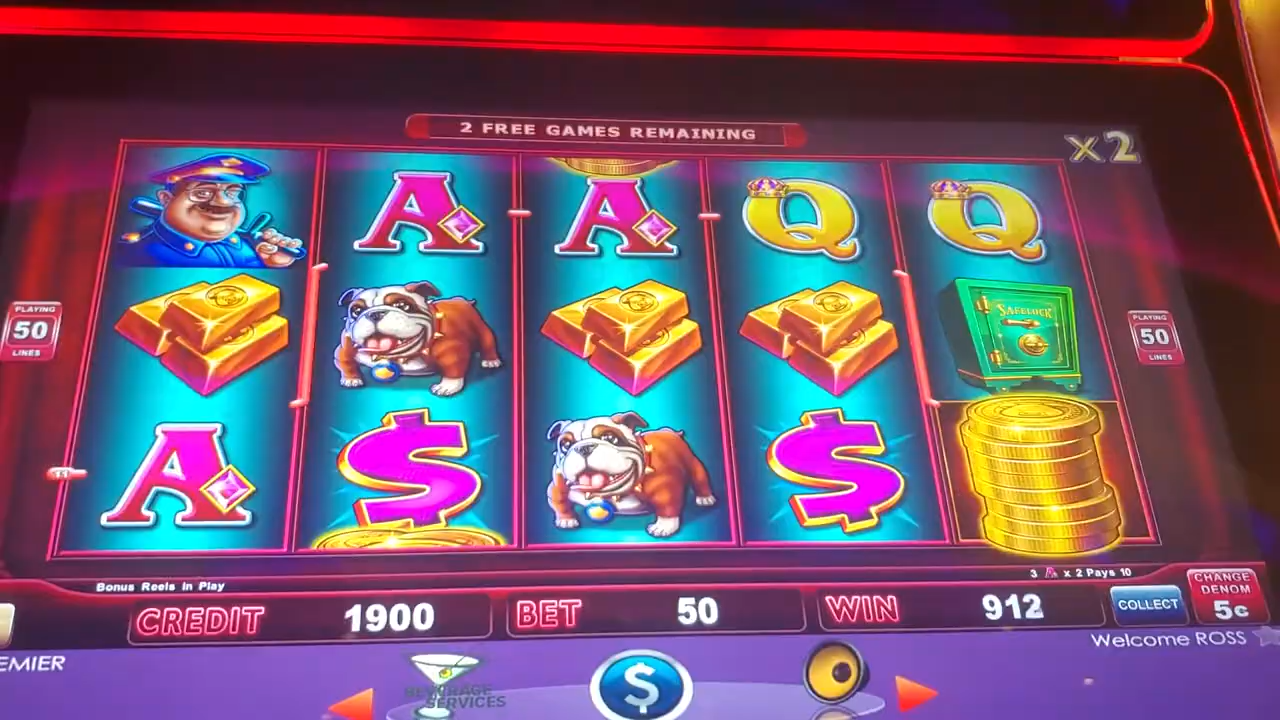 2 FREE GAMES REMAINING
x2
A A Q Q
PLAYING
50
LINES
SAFELOCK
PLAYING
50
LINES
A $ $
11
3 A x 2 Pays 10
Bonus Reels In Play
CREDIT 1900 BET 50 WIN 912 COLLECT
CHANGE
DENOM
5c
Welcome ROSS
EMIER
BEVERAGE
SERVICES
$